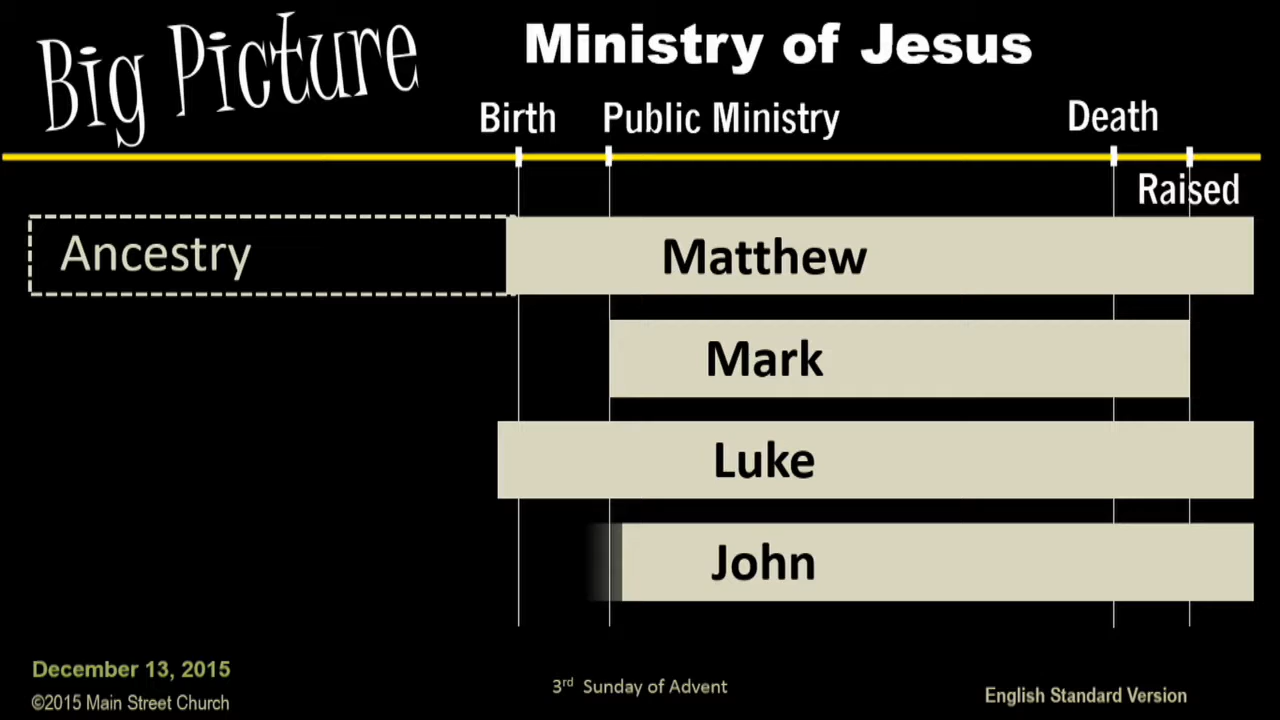 Big Picture
Ministry of Jesus
Birth Public Ministry Death
Raised
Ancestry Matthew
Mark
Luke
John
December 13, 2015
©2015 Main Street Church
3rd Sunday of Advent
English Standard Version